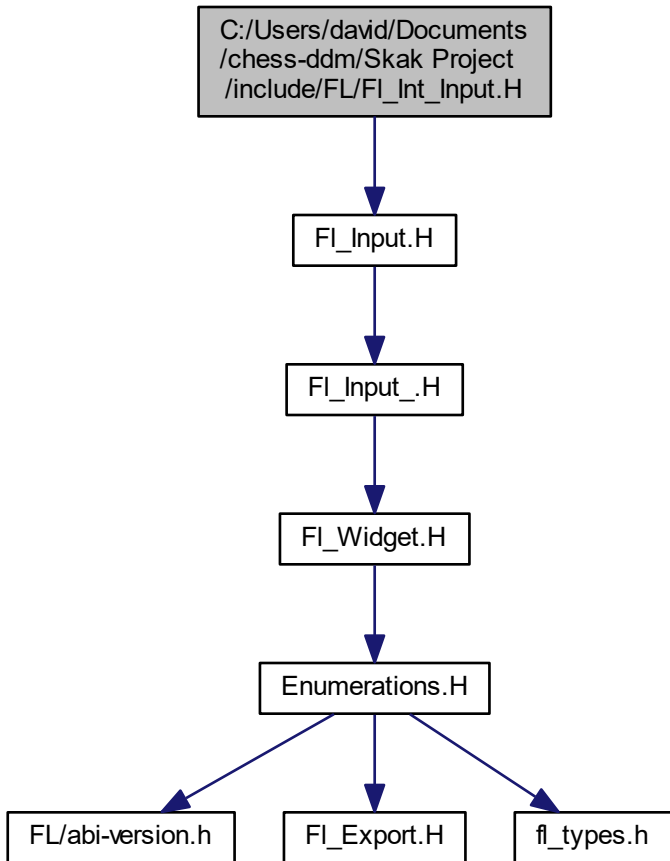 C:/Users/david/Documents
/chess-ddm/Skak Project
/include/FL/Fl_Int_Input.H
Fl_Input.H
Fl_Input_.H
Fl_Widget.H
Enumerations.H
FL/abi-version.h
Fl_Export.H
fl_types.h